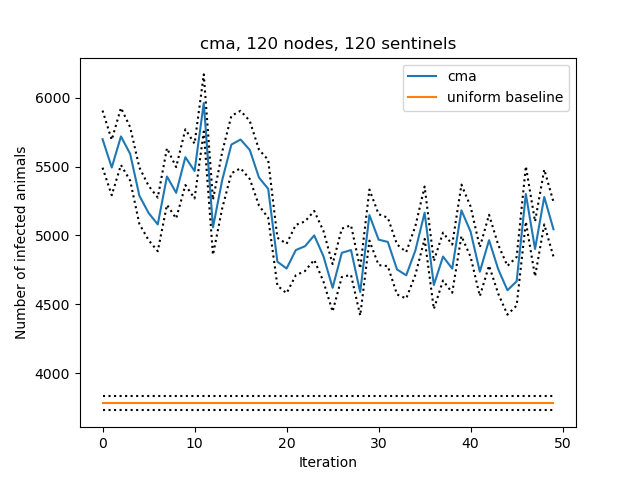 cma, 120 nodes, 120 sentinels
cma
uniform baseline
Number of infected animals
6000
5500
5000
4500
4000
0 10 20 30 40 50
Iteration